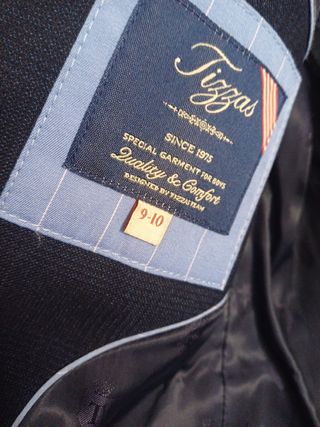 Tizzas
SINCE 1975
SPECIAL GARMENT FOR BOYS
Quality & Comfort
DESIGNED BY TIZZAS TEAM
9-10